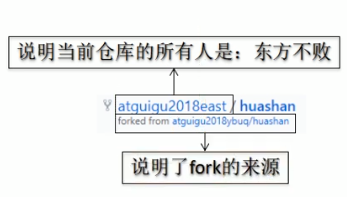 说明当前仓库的所有人是：东方不败
atguigu2018east / huashan
forked from atguigu2018ybuq/huashan
说明了fork的来源